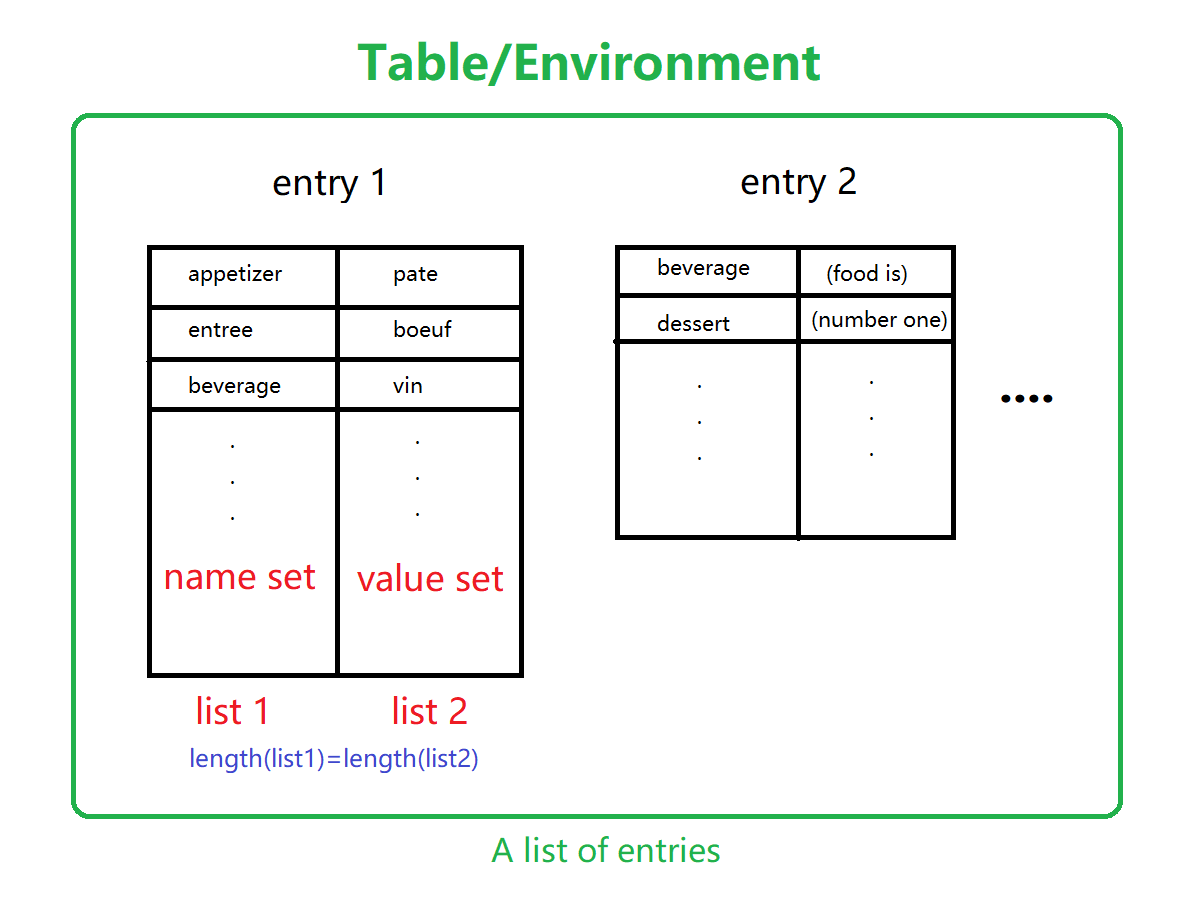 Table/Environment
entry 1
appetizer pate
entree boeuf
beverage vin
. .
. .
. .
name set value set
list 1 list 2
length(list1)=length(list2)
entry 2
beverage (food is)
dessert (number one)
. .
. .
. .
....
A list of entries